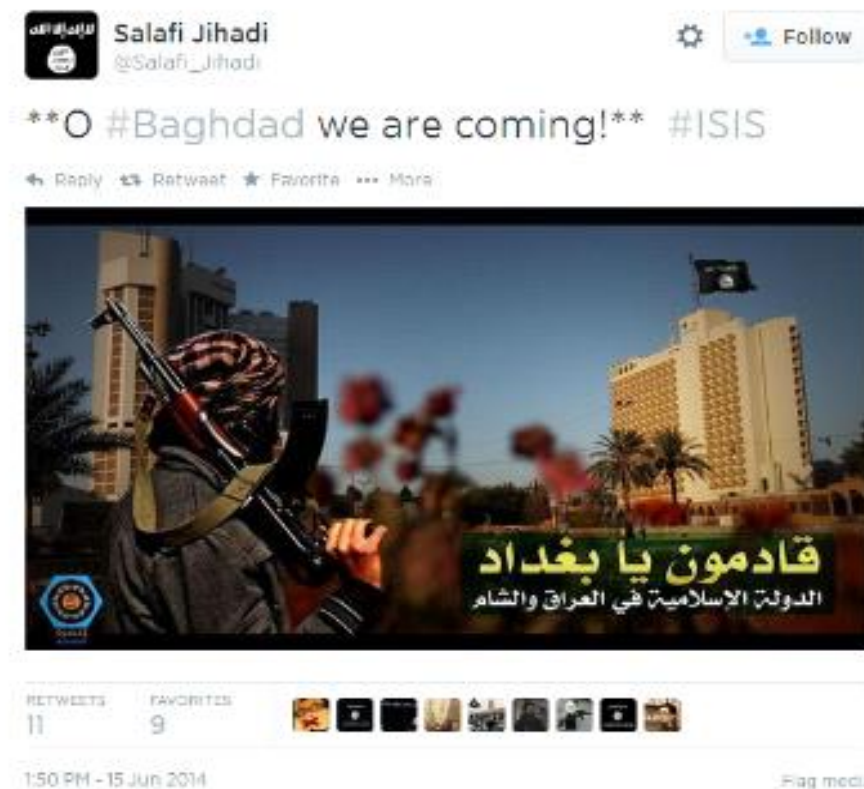 Salafi Jihadi
@Salafi_Jihadi
Follow
**O #Baghdad we are coming!** #ISIS
Reply Retweet Favorite More
قادمون يا بغداد
الدولة الإسلامية في العراق والشام
RETWEETS FAVORITES
11 9
1:50 PM - 15 Jun 2014
Flag medi